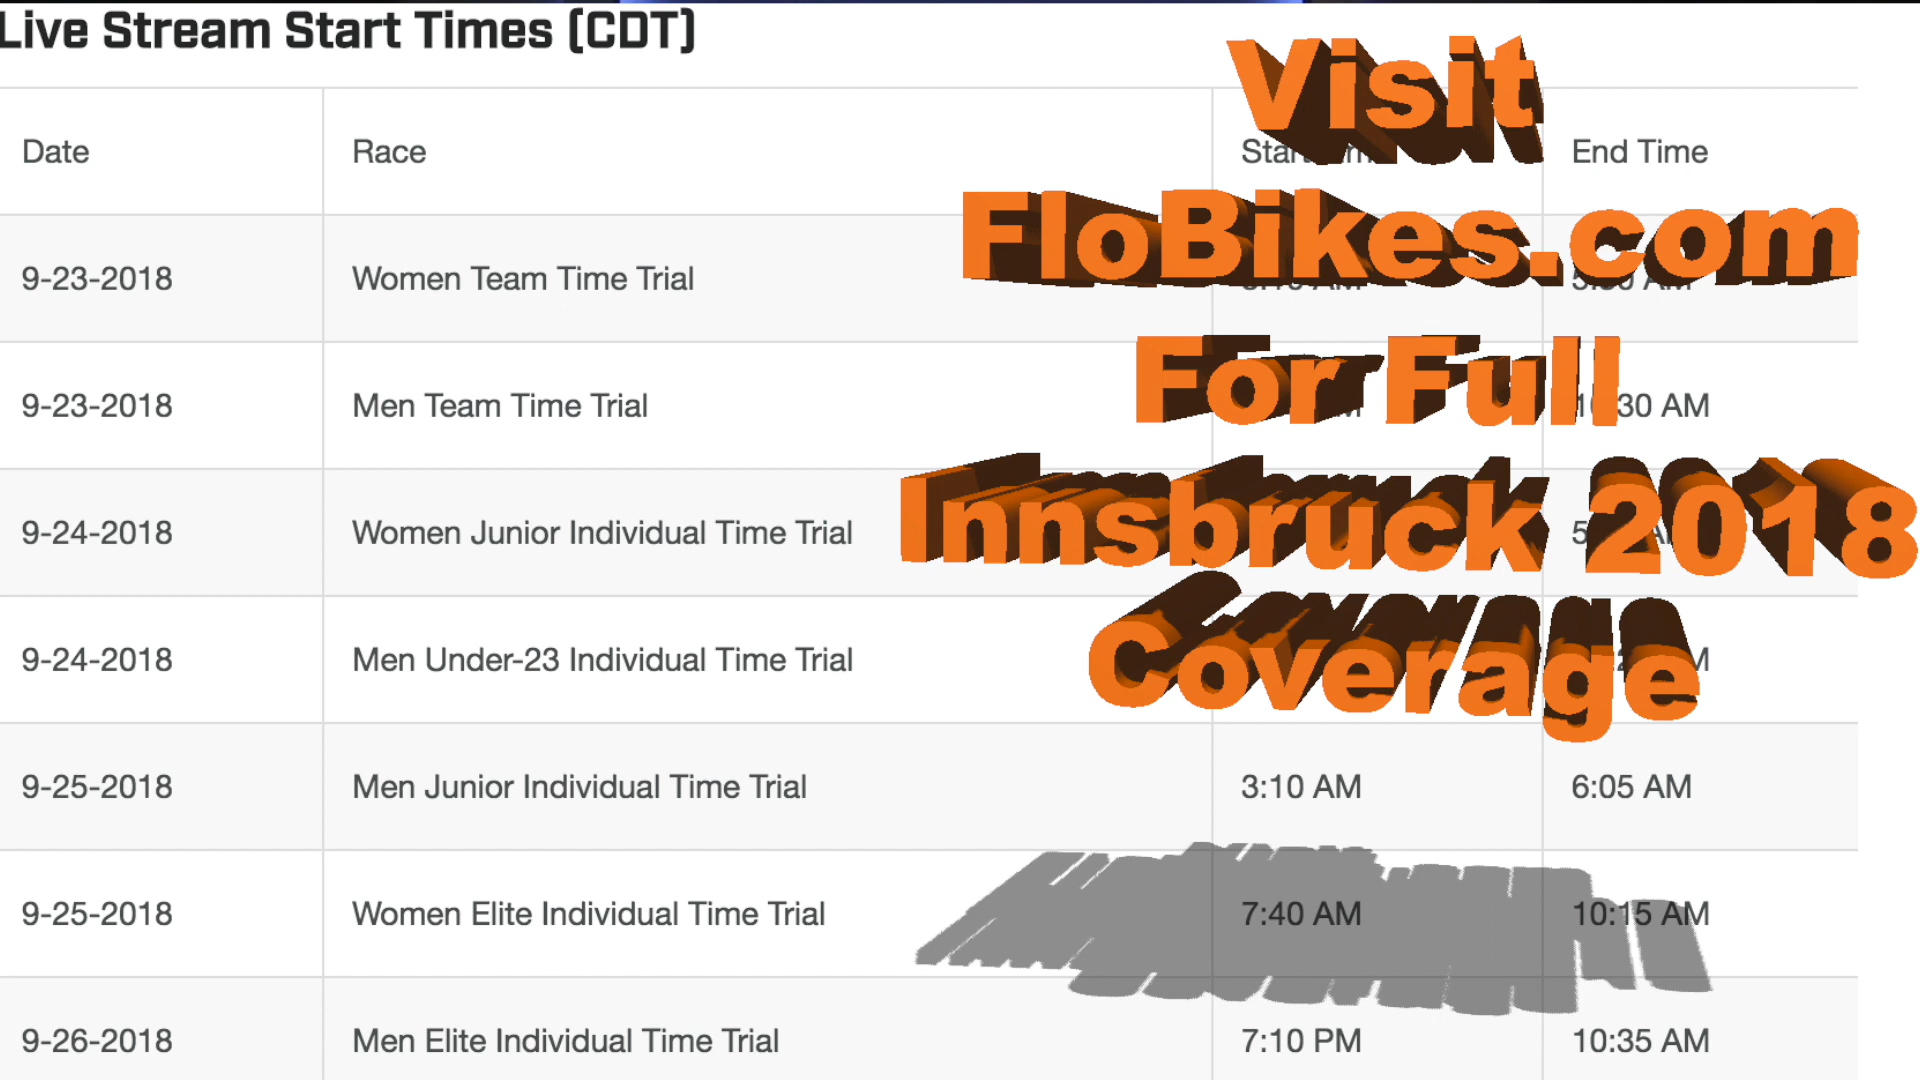 Live Stream Start Times (CDT)
Visit
Date Race End Time
FloBikes.com
9-23-2018 Women Team Time Trial
For Full
9-23-2018 Men Team Time Trial 30 AM
Innsbruck 2018
9-24-2018 Women Junior Individual Time Trial
Coverage
9-24-2018 Men Under-23 Individual Time Trial
9-25-2018 Men Junior Individual Time Trial 3:10 AM 6:05 AM
9-25-2018 Women Elite Individual Time Trial 7:40 AM 10:15 AM
9-26-2018 Men Elite Individual Time Trial 7:10 PM 10:35 AM